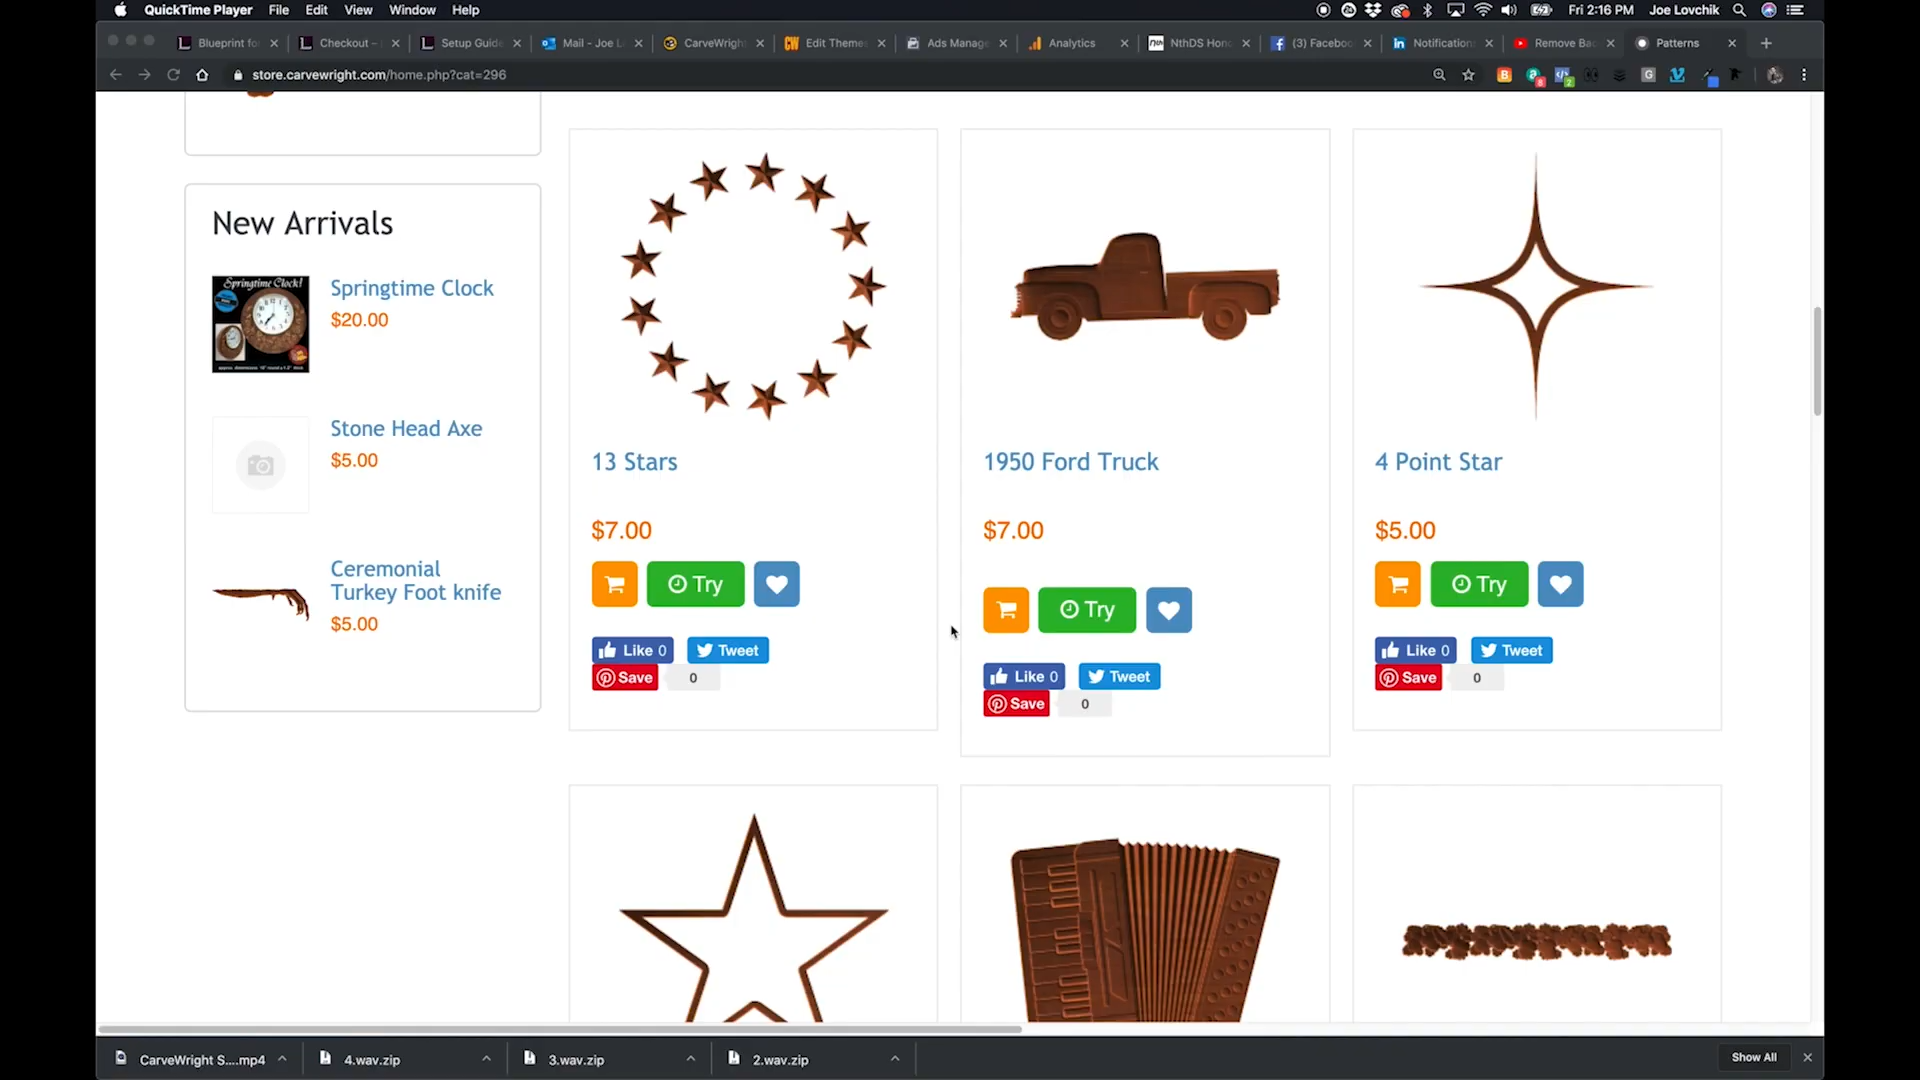 QuickTime Player File Edit View Window Help Fri 2:16 PM Joe Lovchik
Blueprint fo Checkout – Setup Guide Mail - Joe L CarveWright Edit Theme Ads Manage Analytics NthDS Hono (3) Faceboo Notification Remove Bac Patterns
store.carvewright.com/home.php?cat=296
New Arrivals
Springtime Clock!
Springtime Clock
$20.00
Stone Head Axe
$5.00
Ceremonial
Turkey Foot knife
$5.00
13 Stars
$7.00
Try
Like 0 Tweet
Save 0
1950 Ford Truck
$7.00
Try
Like 0 Tweet
Save 0
4 Point Star
$5.00
Try
Like 0 Tweet
Save 0
CarveWright S....mp4 4.wav.zip 3.wav.zip 2.wav.zip Show All